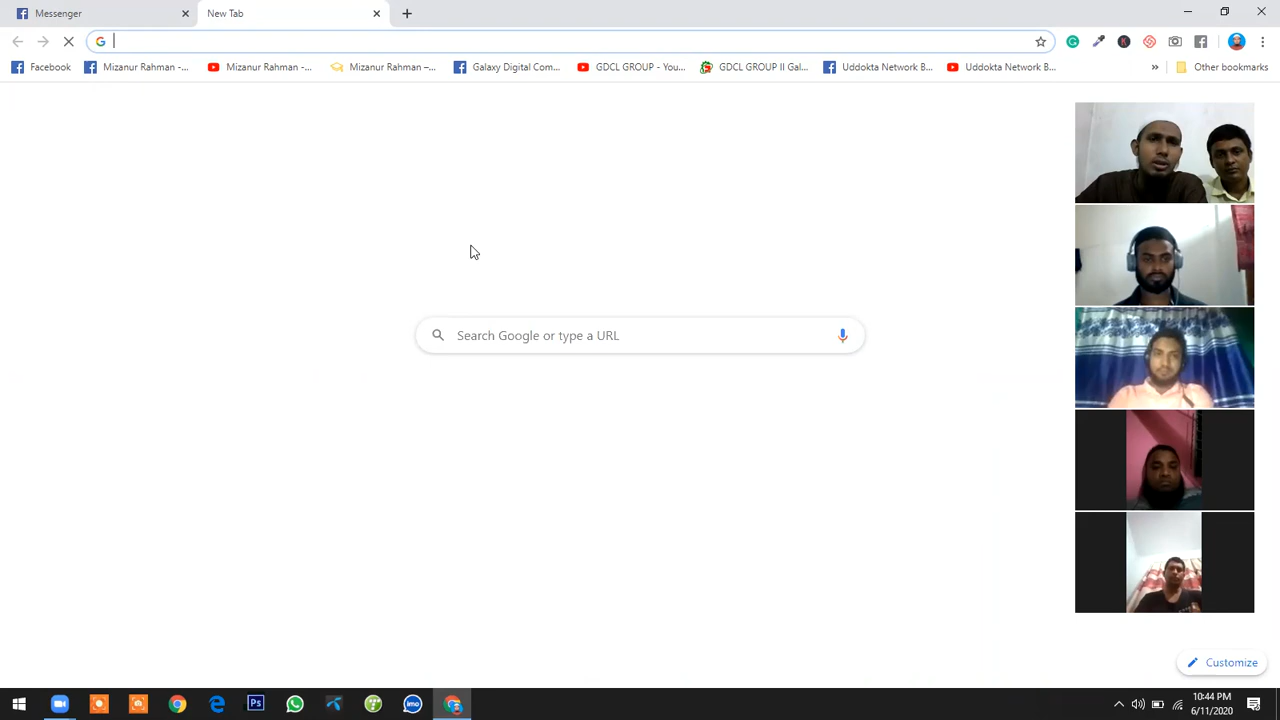 Messenger
New Tab
Facebook
Mizanur Rahman -...
Mizanur Rahman -...
Mizanur Rahman –...
Galaxy Digital Com...
GDCL GROUP - You...
GDCL GROUP II Gal...
Uddokta Network B...
Uddokta Network B...
Other bookmarks
Search Google or type a URL
Customize
10:44 PM
6/11/2020